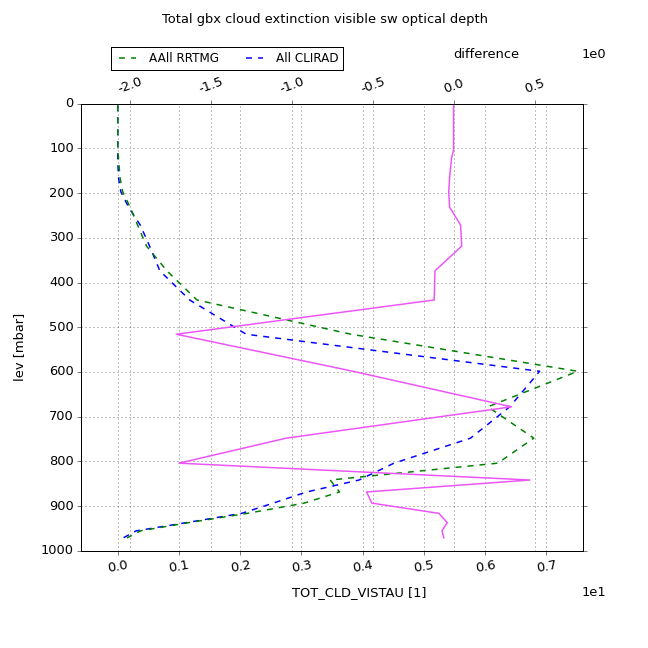 Total gbx cloud extinction visible sw optical depth
AAll RRTMG All CLIRAD
difference 1e0
-2.0 -1.5 -1.0 -0.5 0.0 0.5
0
100
200
300
400
500
600
700
800
900
1000
lev [mbar]
0.0 0.1 0.2 0.3 0.4 0.5 0.6 0.7
TOT_CLD_VISTAU [1] 1e1